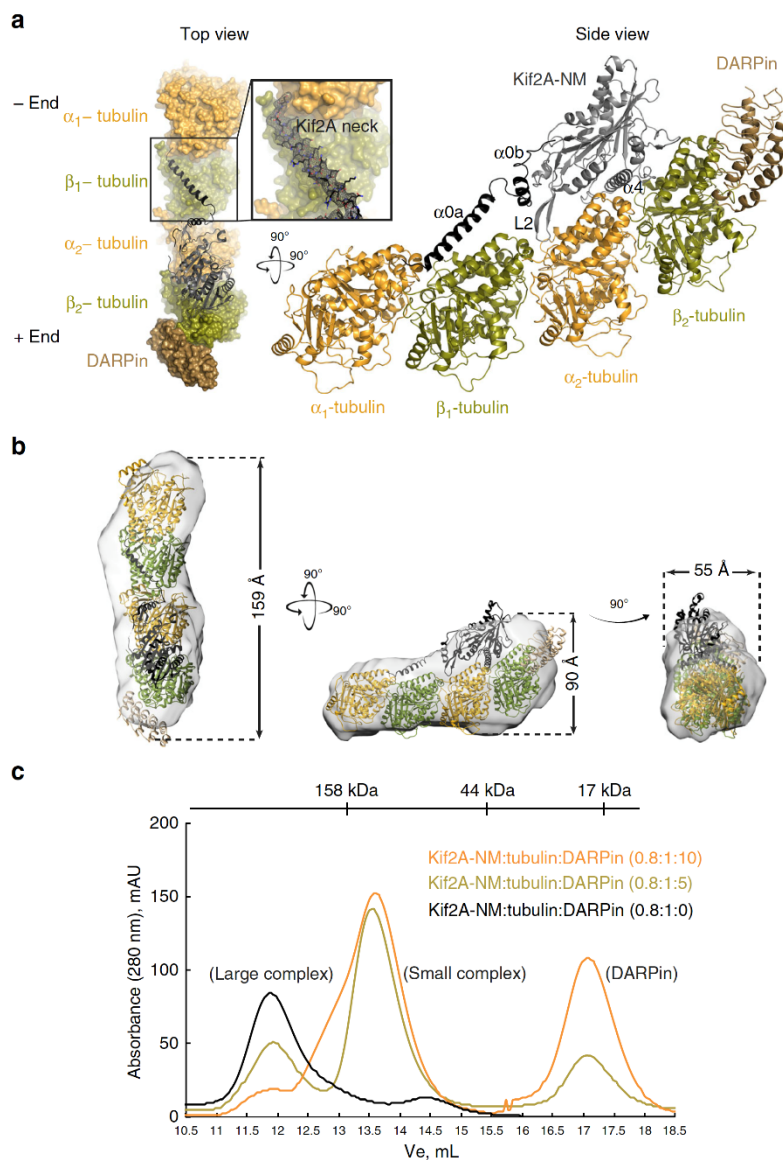 a
Top view
Side view
– End
α1– tubulin
β1– tubulin
α2– tubulin
β2– tubulin
+ End
DARPin
Kif2A neck
90°
90°
Kif2A-NM
DARPin
α0b
α0a
L2
α4
α1-tubulin
β1-tubulin
α2-tubulin
β2-tubulin
b
159 Å
90°
90°
90 Å
90°
55 Å
c
158 kDa
44 kDa
17 kDa
Absorbance (280 nm), mAU
200
150
100
50
0
Kif2A-NM:tubulin:DARPin (0.8:1:10)
Kif2A-NM:tubulin:DARPin (0.8:1:5)
Kif2A-NM:tubulin:DARPin (0.8:1:0)
(Large complex)
(Small complex)
(DARPin)
10.5 11 11.5 12 12.5 13 13.5 14 14.5 15 15.5 16 16.5 17 17.5 18 18.5
Ve, mL